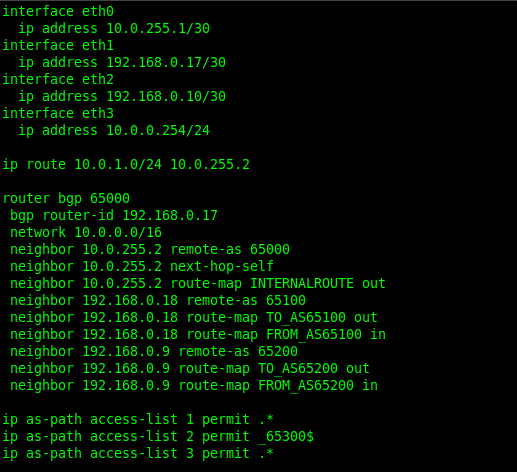 interface eth0
  ip address 10.0.255.1/30
interface eth1
  ip address 192.168.0.17/30
interface eth2
  ip address 192.168.0.10/30
interface eth3
  ip address 10.0.0.254/24

ip route 10.0.1.0/24 10.0.255.2

router bgp 65000
 bgp router-id 192.168.0.17
 network 10.0.0.0/16
 neighbor 10.0.255.2 remote-as 65000
 neighbor 10.0.255.2 next-hop-self
 neighbor 10.0.255.2 route-map INTERNALROUTE out
 neighbor 192.168.0.18 remote-as 65100
 neighbor 192.168.0.18 route-map TO_AS65100 out
 neighbor 192.168.0.18 route-map FROM_AS65100 in
 neighbor 192.168.0.9 remote-as 65200
 neighbor 192.168.0.9 route-map TO_AS65200 out
 neighbor 192.168.0.9 route-map FROM_AS65200 in

ip as-path access-list 1 permit .*
ip as-path access-list 2 permit _65300$
ip as-path access-list 3 permit .*